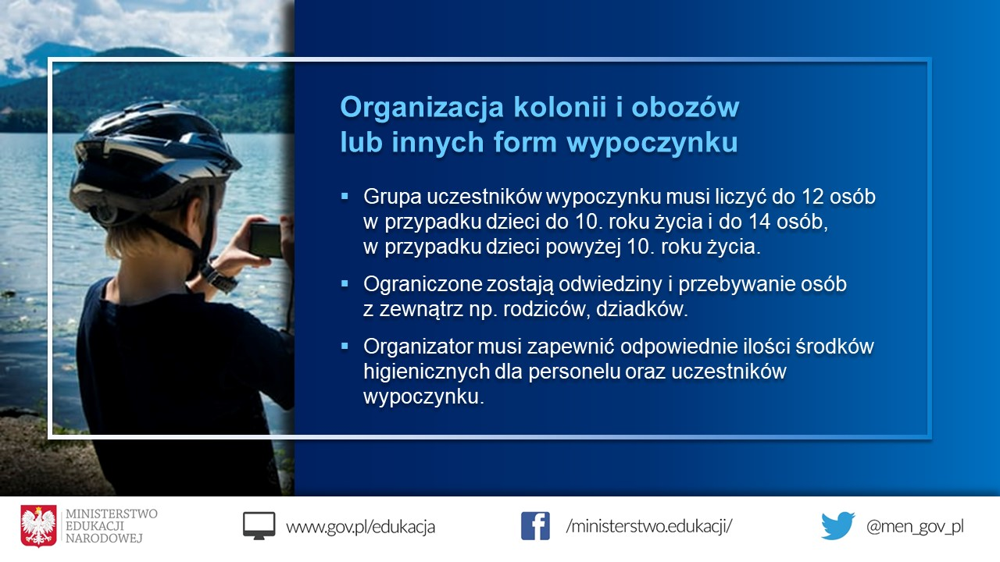 Organizacja kolonii i obozów
lub innych form wypoczynku
▪ Grupa uczestników wypoczynku musi liczyć do 12 osób
w przypadku dzieci do 10. roku życia i do 14 osób,
w przypadku dzieci powyżej 10. roku życia.
▪ Ograniczone zostają odwiedziny i przebywanie osób
z zewnątrz np. rodziców, dziadków.
▪ Organizator musi zapewnić odpowiednie ilości środków
higienicznych dla personelu oraz uczestników
wypoczynku.
MINISTERSTWO
EDUKACJI
NARODOWEJ
www.gov.pl/edukacja
/ministerstwo.edukacji/
@men_gov_pl